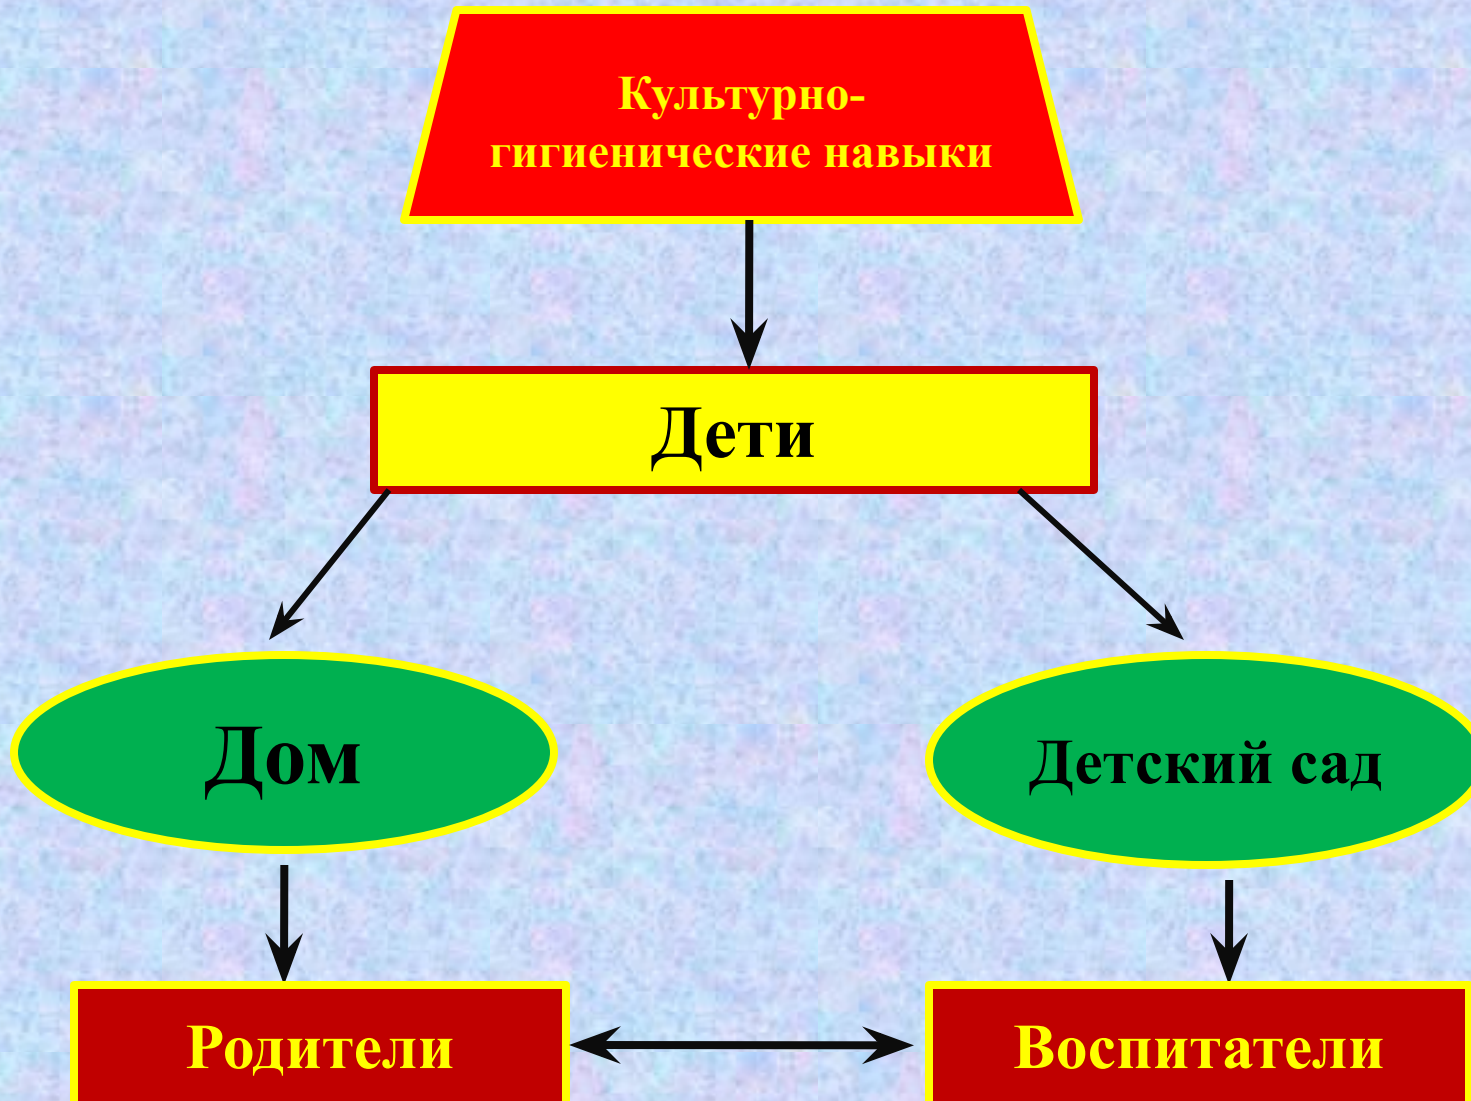 Культурно-
гигиенические навыки
Дети
Дом
Детский сад
Родители
Воспитатели